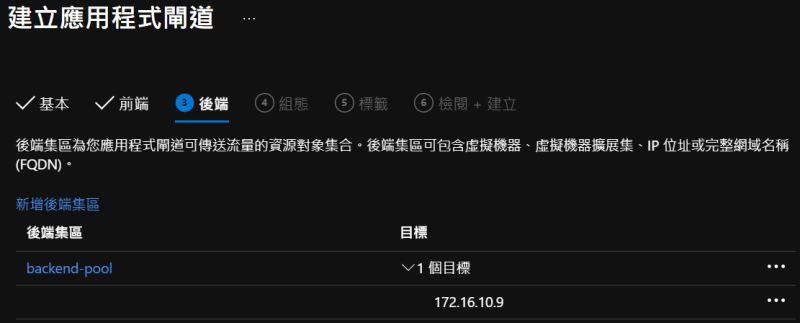 建立應用程式閘道 ...
基本 前端 3 後端 4 組態 5 標籤 6 檢閱 + 建立
後端集區為您應用程式閘道可傳送流量的資源對象集合。後端集區可包含虛擬機器、虛擬機器擴展集、IP 位址或完整網域名稱
(FQDN)。
新增後端集區
後端集區 目標
backend-pool 1 個目標 ...
172.16.10.9 ...